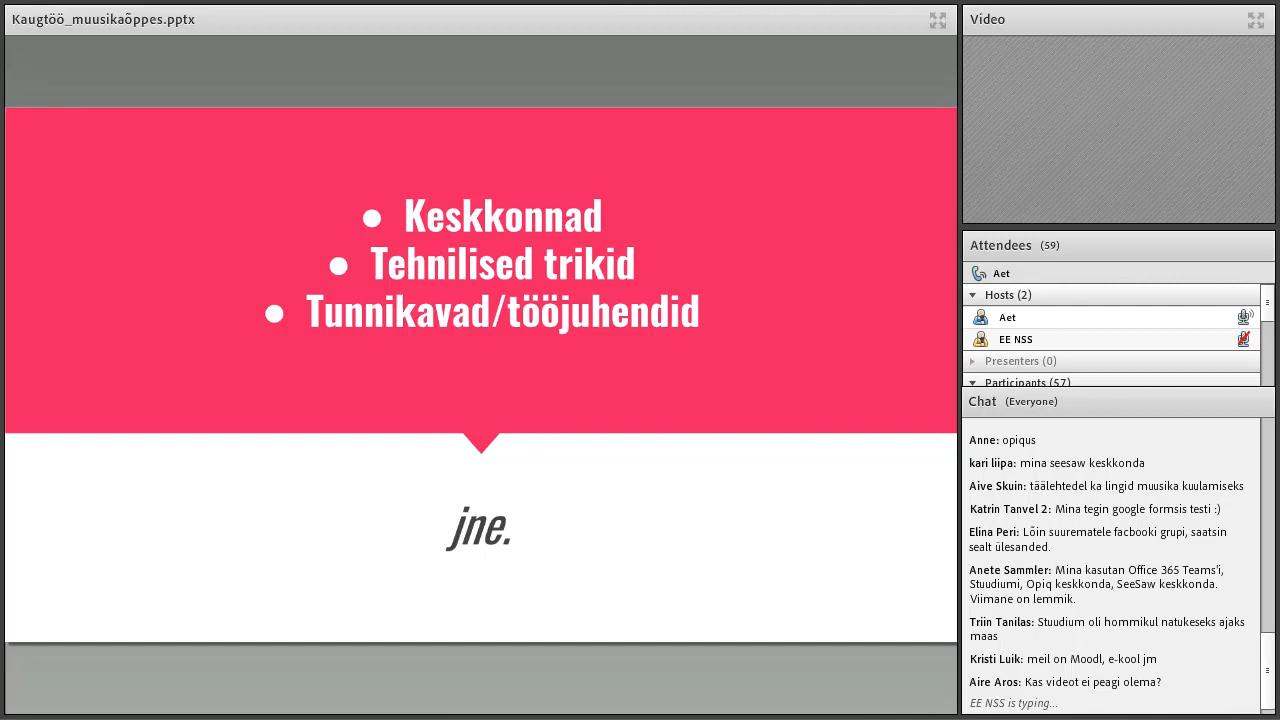 Kaugtöö_muusikaõppes.pptx
Keskkonnad
Tehnilised trikid
Tunnikavad/tööjuhendid
jne.
Video
Attendees (59)
Aet
Hosts (2)
Aet
EE NSS
Presenters (0)
Participants (57)
Chat (Everyone)
Anne: opiqus
kari liipa: mina seesaw keskkonda
Aive Skuin: täälehtedel ka lingid muusika kuulamiseks
Katrin Tanvel 2: Mina tegin google formsis testi :)
Elina Peri: Lõin suurematele facbooki grupi, saatsin
sealt ülesanded.
Anete Sammler: Mina kasutan Office 365 Teams'i,
Stuudiumi, Opiq keskkonda, SeeSaw keskkonda.
Viimane on lemmik.
Triin Tanilas: Stuudium oli hommikul natukeseks ajaks
maas
Kristi Luik: meil on Moodl, e-kool jm
Aire Aros: Kas videot ei peagi olema?
EE NSS is typing...